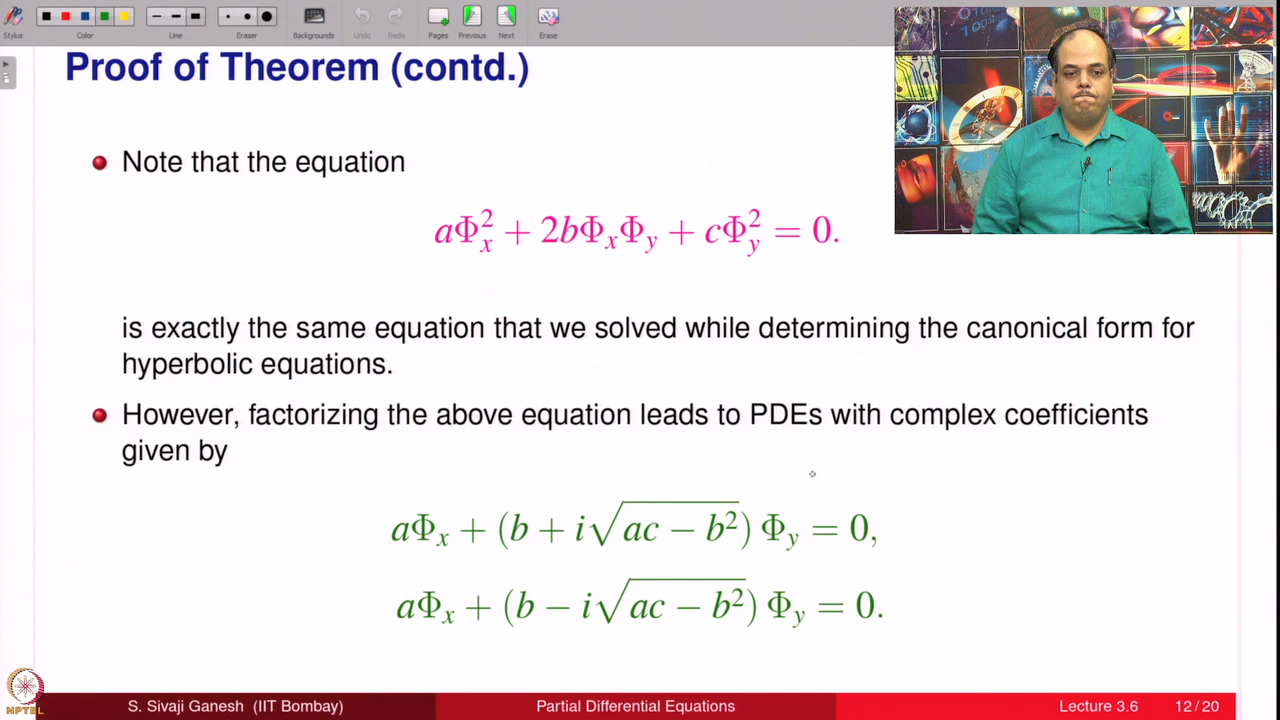 Stylus Color Line Eraser Backgrounds Undo Redo Pages Previous Next Erase
Proof of Theorem (contd.)
Note that the equation
aΦ_x^2 + 2bΦ_xΦ_y + cΦ_y^2 = 0.
is exactly the same equation that we solved while determining the canonical form for
hyperbolic equations.
However, factorizing the above equation leads to PDEs with complex coefficients
given by
aΦ_x + (b + i√(ac − b^2)) Φ_y = 0,
aΦ_x + (b − i√(ac − b^2)) Φ_y = 0.
NPTEL
S. Sivaji Ganesh (IIT Bombay) Partial Differential Equations Lecture 3.6 12/20